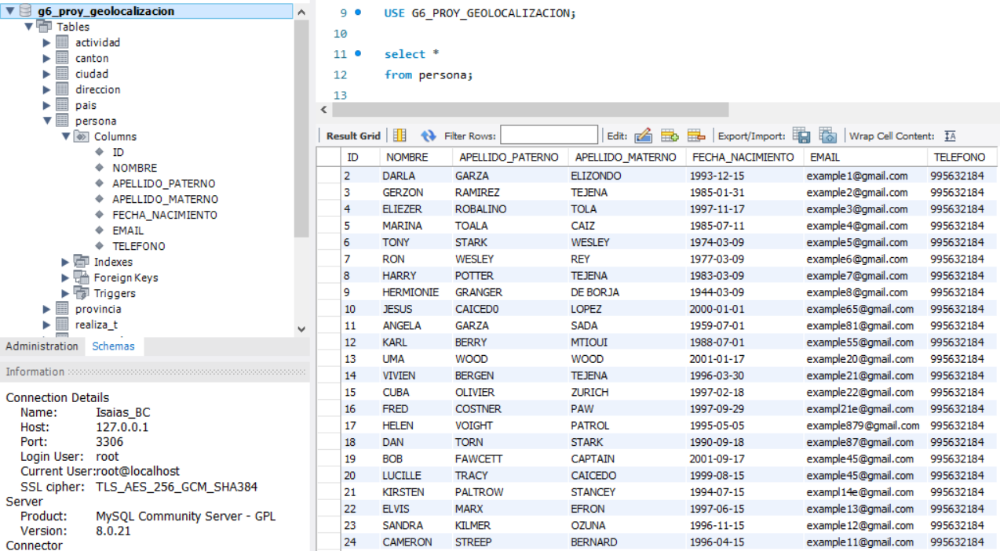 g6_proy_geolocalizacion
Tables
actividad
canton
ciudad
direccion
pais
persona
Columns
ID
NOMBRE
APELLIDO_PATERNO
APELLIDO_MATERNO
FECHA_NACIMIENTO
EMAIL
TELEFONO
Indexes
Foreign Keys
Triggers
provincia
realiza_t
Administration Schemas
Information
Connection Details
Name: Isaias_BC
Host: 127.0.0.1
Port: 3306
Login User: root
Current User:root@localhost
SSL cipher: TLS_AES_256_GCM_SHA384
Server
Product: MySQL Community Server - GPL
Version: 8.0.21
Connector
9 USE G6_PROY_GEOLOCALIZACION;
10
11 select *
12 from persona;
13
Result Grid Filter Rows: Edit: Export/Import: Wrap Cell Content: IA
ID NOMBRE APELLIDO_PATERNO APELLIDO_MATERNO FECHA_NACIMIENTO EMAIL TELEFONO
2 DARLA GARZA ELIZONDO 1993-12-15 example1@gmail.com 995632184
3 GERZON RAMIREZ TEJENA 1985-01-31 example2@gmail.com 995632184
4 ELIEZER ROBALINO TOLA 1997-11-17 example3@gmail.com 995632184
5 MARINA TOALA CAIZ 1985-07-11 example4@gmail.com 995632184
6 TONY STARK WESLEY 1974-03-09 example5@gmail.com 995632184
7 RON WESLEY REY 1977-03-09 example6@gmail.com 995632184
8 HARRY POTTER TEJENA 1983-03-09 example7@gmail.com 995632184
9 HERMIONIE GRANGER DE BORJA 1944-03-09 example8@gmail.com 995632184
10 JESUS CAICED0 LOPEZ 2000-01-01 example65@gmail.com 995632184
11 ANGELA GARZA SADA 1959-07-01 example81@gmail.com 995632184
12 KARL BERRY MTIOUI 1988-07-01 example55@gmail.com 995632184
13 UMA WOOD WOOD 2001-01-17 example20@gmail.com 995632184
14 VIVIEN BERGEN TEJENA 1996-03-30 example21@gmail.com 995632184
15 CUBA OLIVIER ZURICH 1997-02-18 example22@gmail.com 995632184
16 FRED COSTNER PAW 1997-09-29 exampl21e@gmail.com 995632184
17 HELEN VOIGHT PATROL 1995-05-05 example879@gmail.com 995632184
18 DAN TORN STARK 1990-09-18 example87@gmail.com 995632184
19 BOB FAWCETT CAPTAIN 2001-09-17 example45@gmail.com 995632184
20 LUCILLE TRACY CAICEDO 1999-08-15 example45@gmail.com 995632184
21 KIRSTEN PALTROW STANCEY 1994-07-15 exampl14e@gmail.com 995632184
22 ELVIS MARX EFRON 1997-06-15 example13@gmail.com 995632184
23 SANDRA KILMER OZUNA 1996-11-15 example12@gmail.com 995632184
24 CAMERON STREEP BERNARD 1996-04-15 example11@gmail.com 995632184